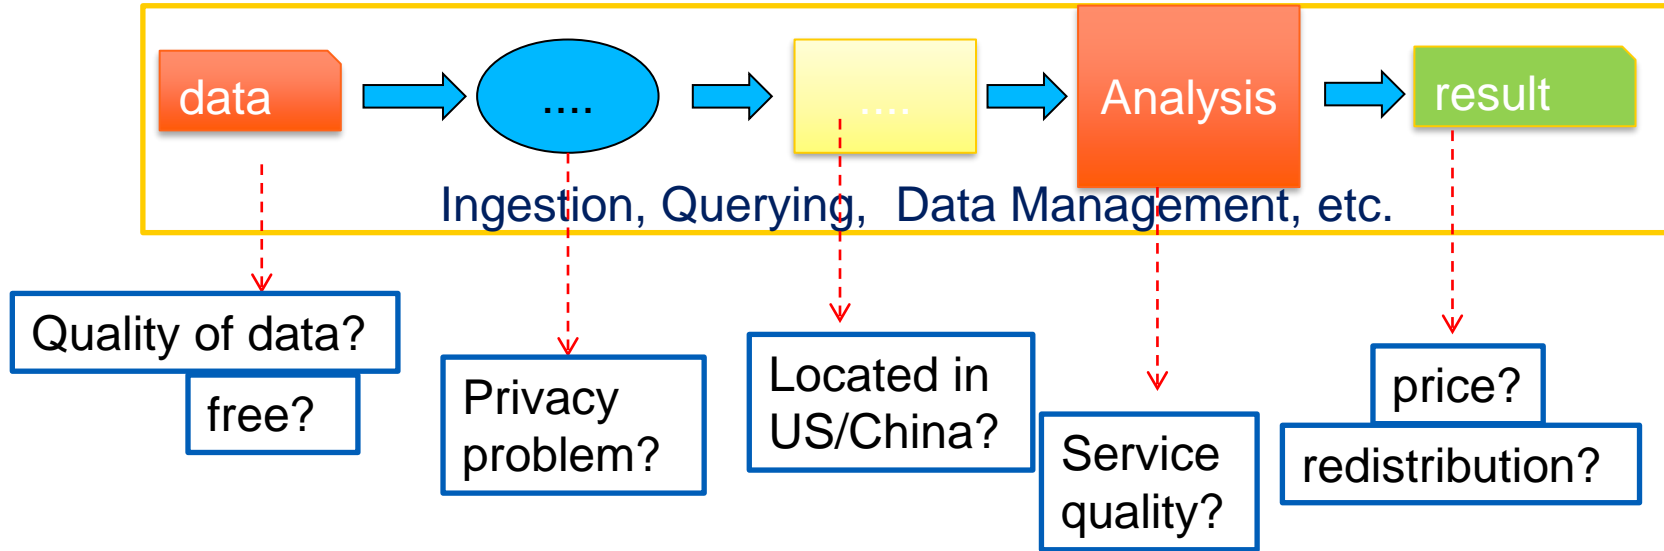 data
....
....
Analysis
result
Ingestion, Querying,  Data Management, etc.
Quality of data?
free?
Privacy
problem?
Located in
US/China?
Service
quality?
price?
redistribution?